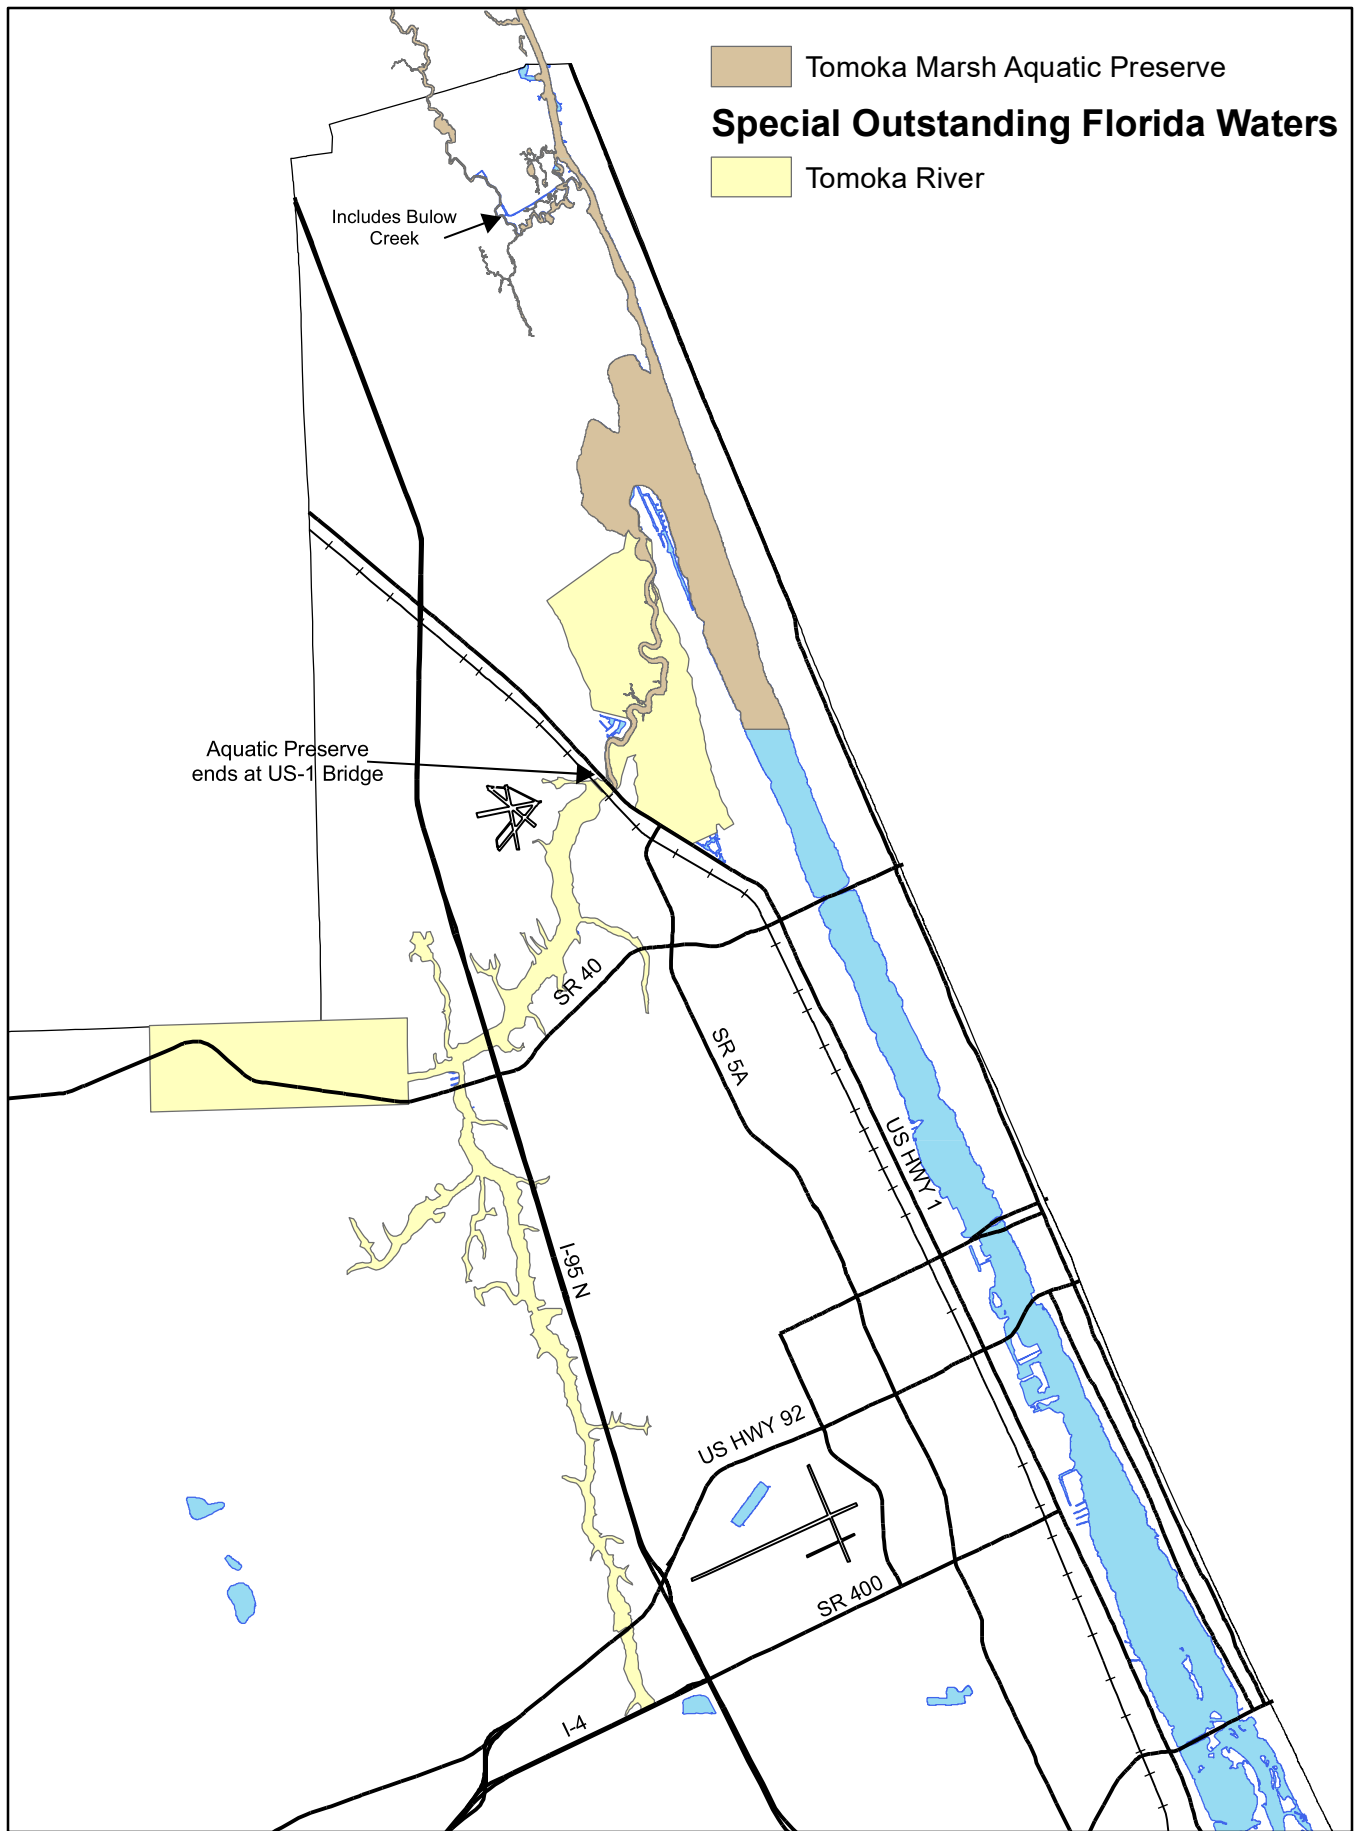 Tomoka Marsh Aquatic Preserve
Special Outstanding Florida Waters
Tomoka River
Includes Bulow
Creek
Aquatic Preserve
ends at US-1 Bridge
SR 40
SR 5A
US HWY 1
I-95 N
US HWY 92
SR 400
I-4